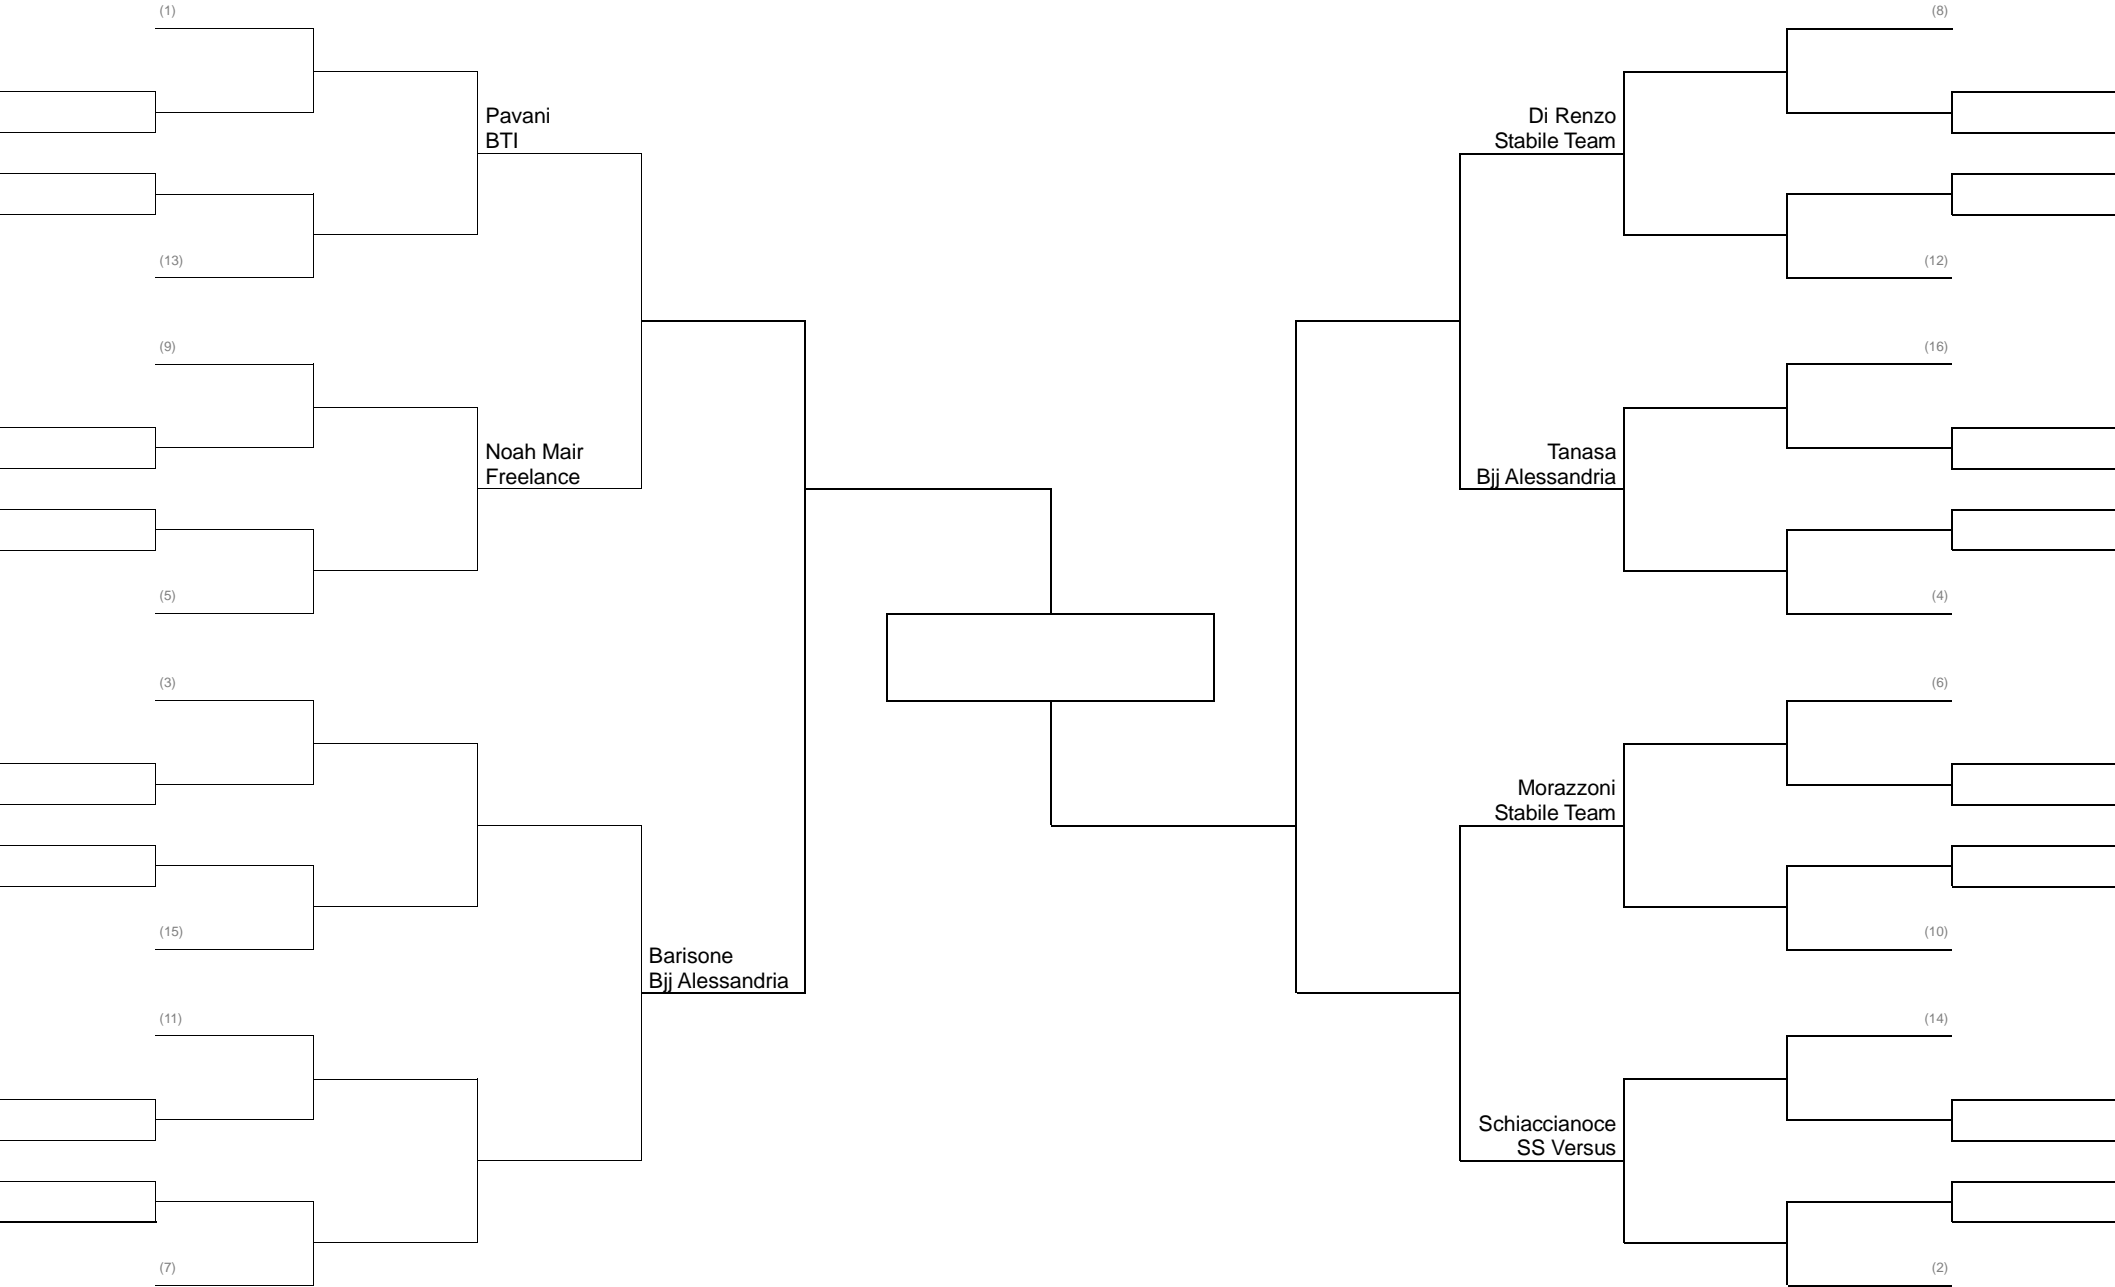 (1)
(8)
Pavani
BTI
Di Renzo
Stabile Team
(13)
(12)
(9)
(16)
Noah Mair
Freelance
Tanasa
Bjj Alessandria
(5)
(4)
(3)
(6)
Morazzoni
Stabile Team
(15)
(10)
Barisone
Bjj Alessandria
(11)
(14)
Schiaccianoce
SS Versus
(7)
(2)